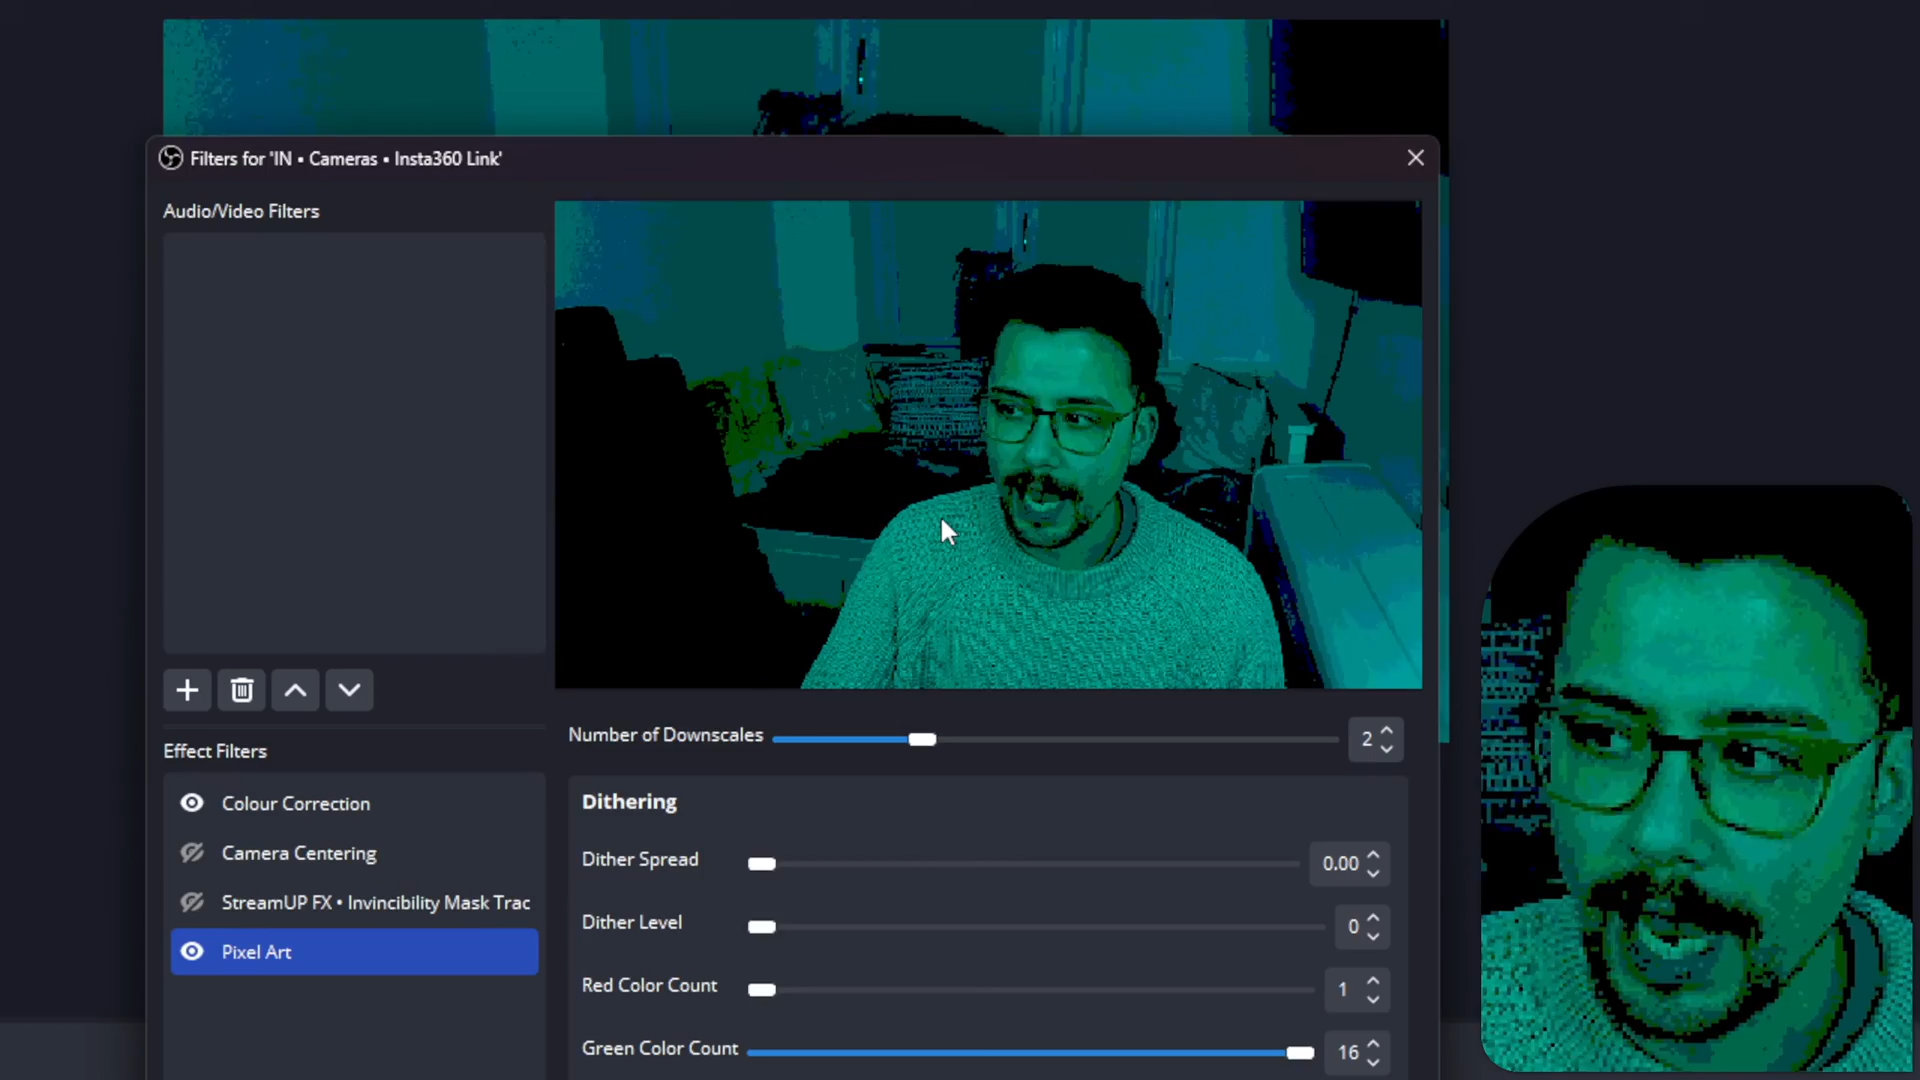 Filters for 'IN • Cameras • Insta360 Link'
Audio/Video Filters
Number of Downscales 2
Effect Filters
Colour Correction
Camera Centering
StreamUP FX • Invincibility Mask Trac
Pixel Art
Dithering
Dither Spread 0.00
Dither Level 0
Red Color Count 1
Green Color Count 16